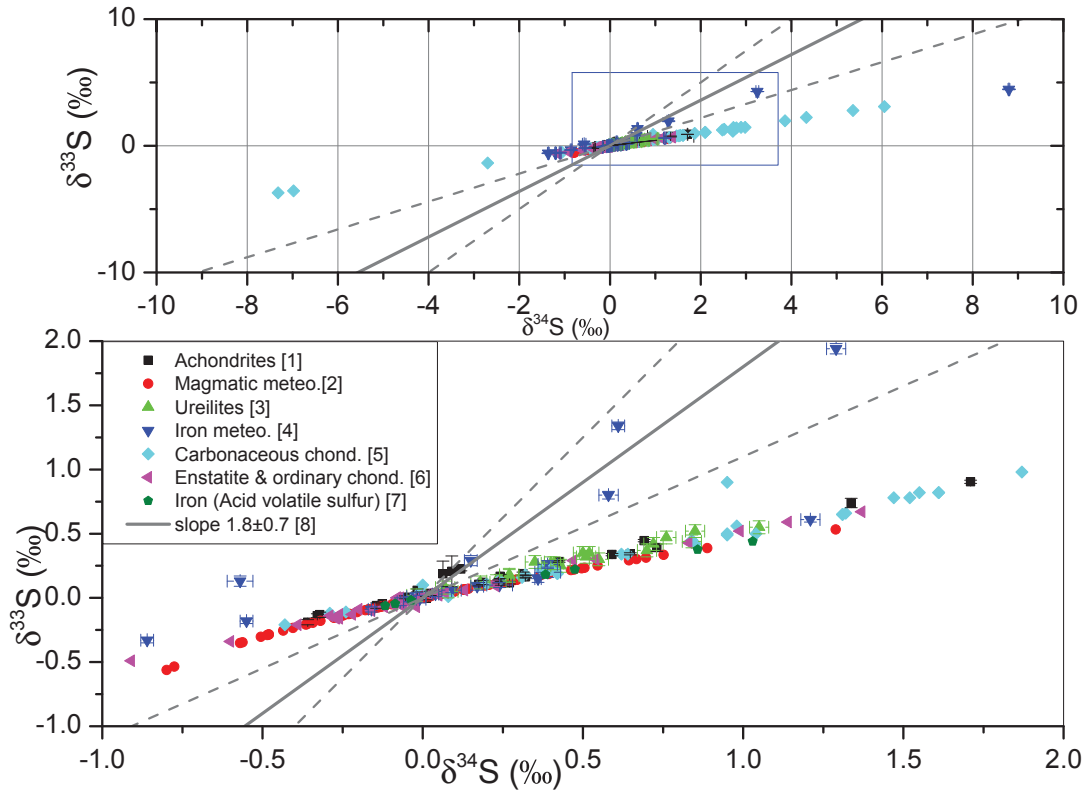 10
0
-10
δ³³S (‰)
-10 -8 -6 -4 -2 0 2 4 6 8 10
δ³⁴S (‰)
2.0
1.5
1.0
0.5
0.0
-0.5
-1.0
δ³³S (‰)
Achondrites [1]
Magmatic meteo.[2]
Ureilites [3]
Iron meteo. [4]
Carbonaceous chond. [5]
Enstatite & ordinary chond. [6]
Iron (Acid volatile sulfur) [7]
slope 1.8±0.7 [8]
-1.0 -0.5 0.0 0.5 1.0 1.5 2.0
δ³⁴S (‰)